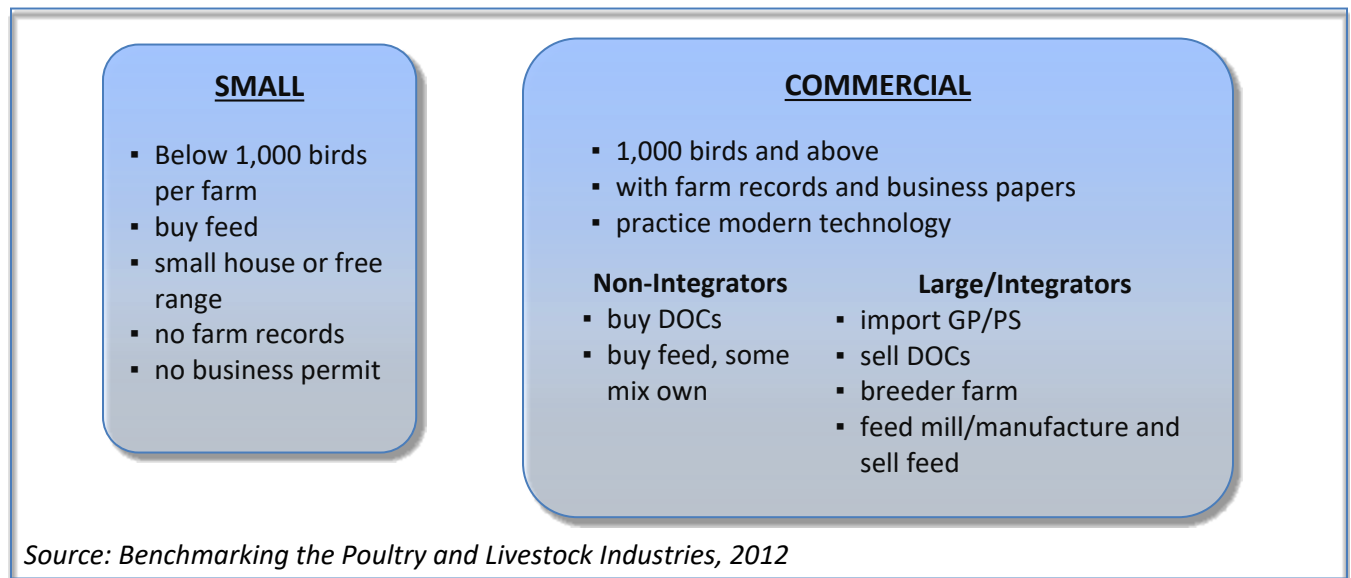 SMALL
▪ Below 1,000 birds
per farm
▪ buy feed
▪ small house or free
range
▪ no farm records
▪ no business permit
COMMERCIAL
▪ 1,000 birds and above
▪ with farm records and business papers
▪ practice modern technology
Non-Integrators
▪ buy DOCs
▪ buy feed, some
mix own
Large/Integrators
▪ import GP/PS
▪ sell DOCs
▪ breeder farm
▪ feed mill/manufacture and
sell feed
Source: Benchmarking the Poultry and Livestock Industries, 2012